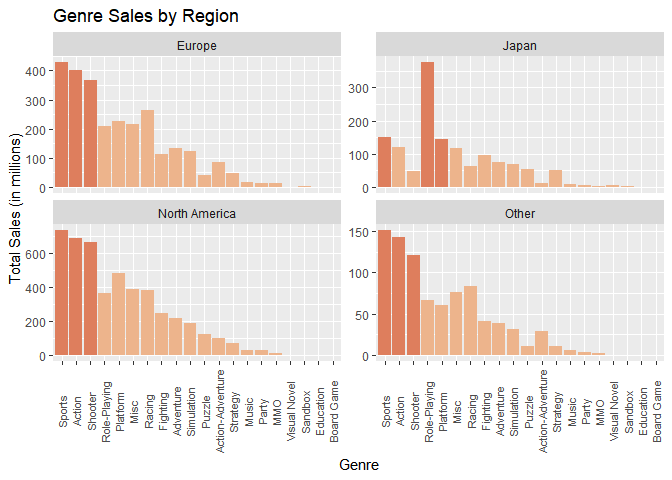 Genre Sales by Region
Europe
Japan
400
300
200
100
0
300
200
100
0
North America
Other
600
400
200
0
150
100
50
0
Total Sales (in millions)
Sports
Action
Shooter
Role-Playing
Platform
Misc
Racing
Fighting
Adventure
Simulation
Puzzle
Action-Adventure
Strategy
Music
Party
MMO
Visual Novel
Sandbox
Education
Board Game
Sports
Action
Shooter
Role-Playing
Platform
Misc
Racing
Fighting
Adventure
Simulation
Puzzle
Action-Adventure
Strategy
Music
Party
MMO
Visual Novel
Sandbox
Education
Board Game
Genre